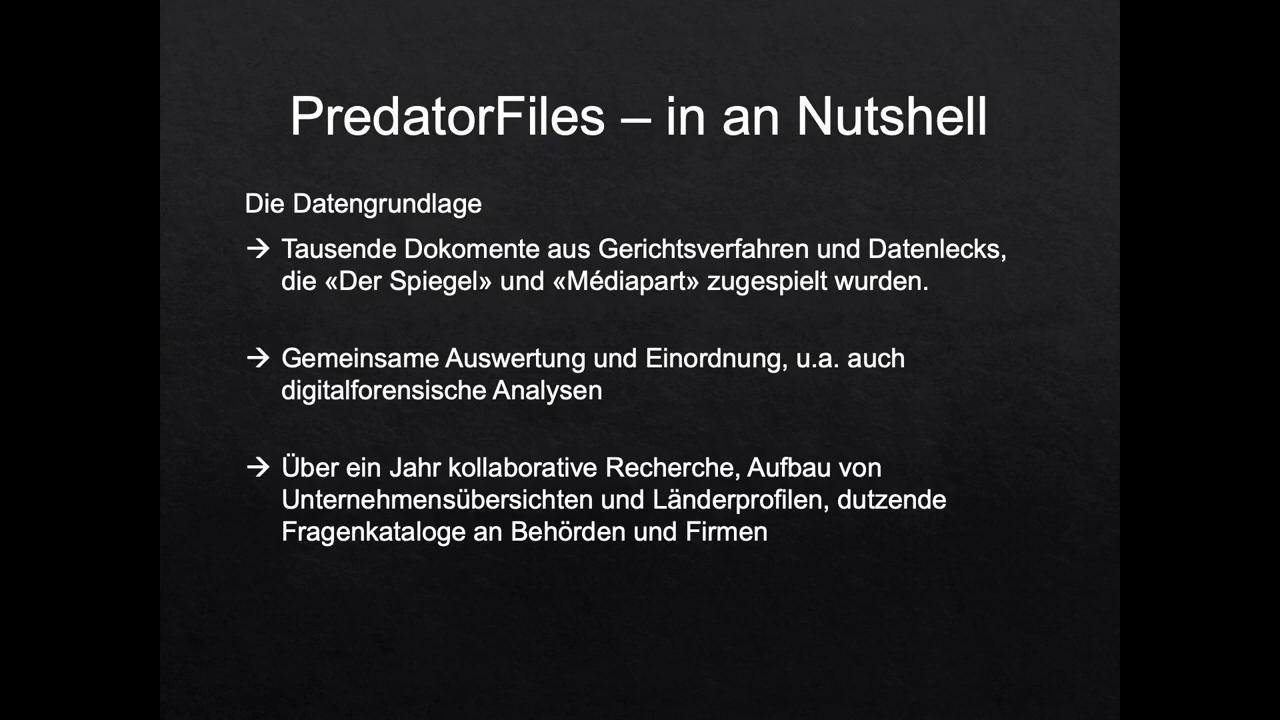 PredatorFiles – in an Nutshell
Die Datengrundlage
→ Tausende Dokomente aus Gerichtsverfahren und Datenlecks,
die «Der Spiegel» und «Médiapart» zugespielt wurden.
→ Gemeinsame Auswertung und Einordnung, u.a. auch
digitalforensische Analysen
→ Über ein Jahr kollaborative Recherche, Aufbau von
Unternehmensübersichten und Länderprofilen, dutzende
Fragenkataloge an Behörden und Firmen